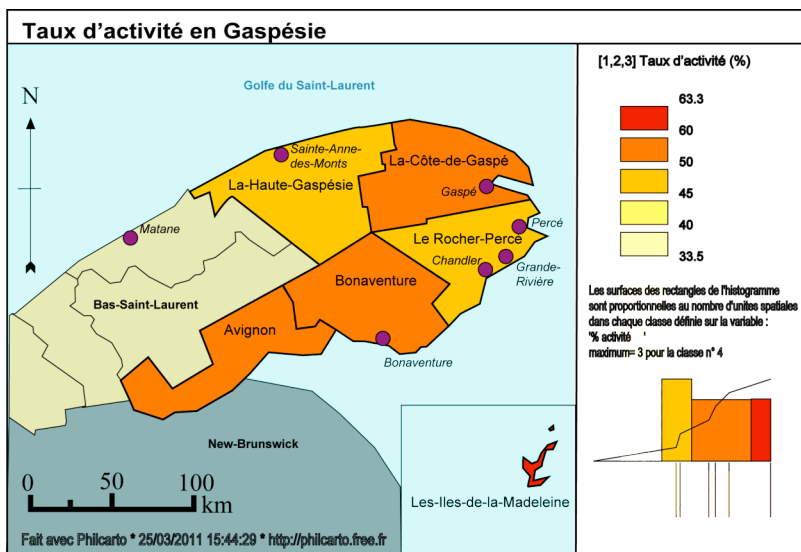 Taux d'activité en Gaspésie
Golfe du Saint-Laurent
N
Sainte-Anne-
des-Monts
La-Haute-Gaspésie
La-Côte-de-Gaspé
Gaspé
Percé
Le Rocher-Percé
Chandler
Grande-
Rivière
Matane
Bas-Saint-Laurent
Bonaventure
Avignon
Bonaventure
New-Brunswick
Les-Iles-de-la-Madeleine
0 50 100
km
Fait avec Philcarto * 25/03/2011 15:44:29 * http://philcarto.free.fr
[1,2,3] Taux d'activité (%)
63.3
60
50
45
40
33.5
Les surfaces des rectangles de l'histogramme
sont proportionnelles au nombre d'unites spatiales
dans chaque classe définie sur la variable :
'% activité '
maximum= 3 pour la classe n° 4